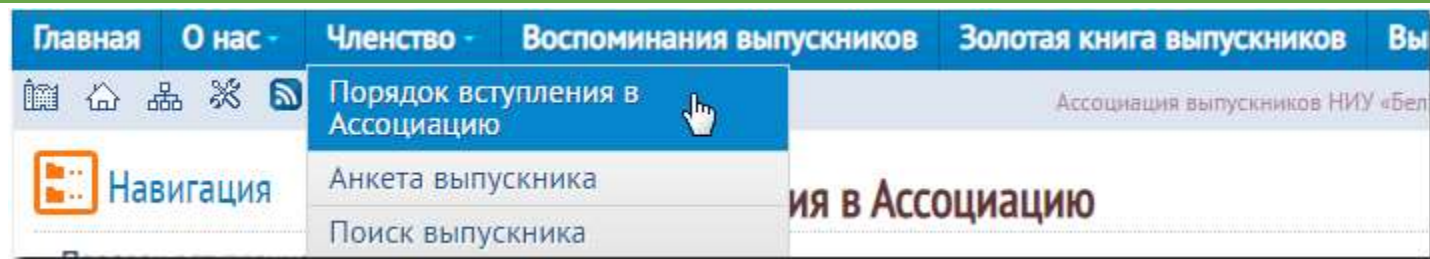 Главная О нас Членство Воспоминания выпускников Золотая книга выпускников Вы
Порядок вступления в
Ассоциацию
Ассоциация выпускников НИУ «Бел
Навигация
Анкета выпускника
ия в Ассоциацию
Поиск выпускника